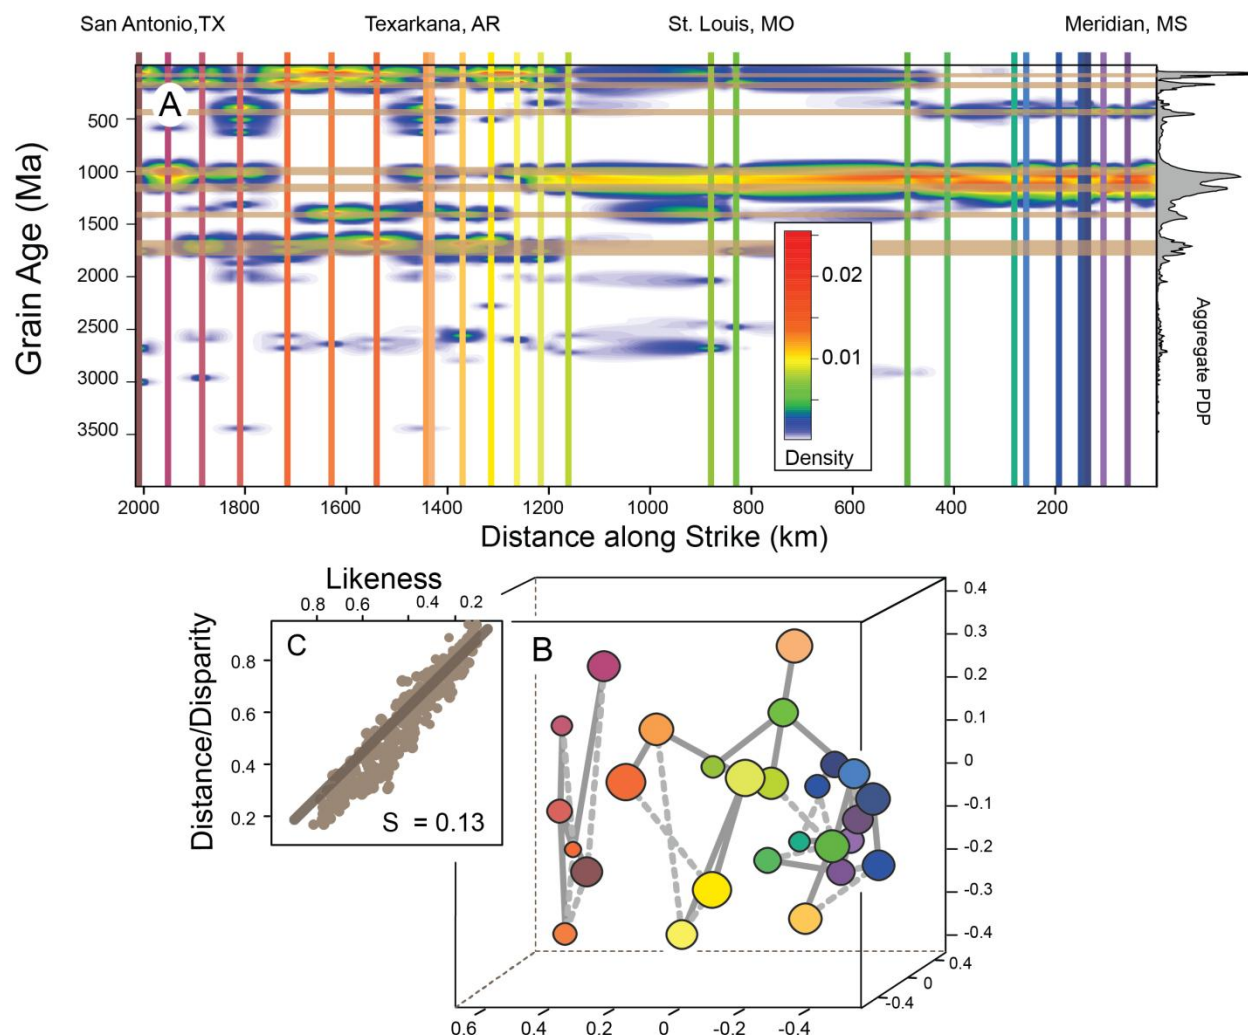 San Antonio,TX Texarkana, AR St. Louis, MO Meridian, MS
A
Grain Age (Ma)
500
1000
1500
2000
2500
3000
3500
0.02
0.01
Density
Aggregate PDP
2000 1800 1600 1400 1200 1000 800 600 400 200
Distance along Strike (km)
Likeness
0.8 0.6 0.4 0.2
Distance/Disparity
0.8
0.6
0.4
0.2
C
S = 0.13
B
0.4
0.3
0.2
0.1
0
-0.1
-0.2
-0.3
-0.4
0.4
0
-0.4
0.6 0.4 0.2 0 -0.2 -0.4